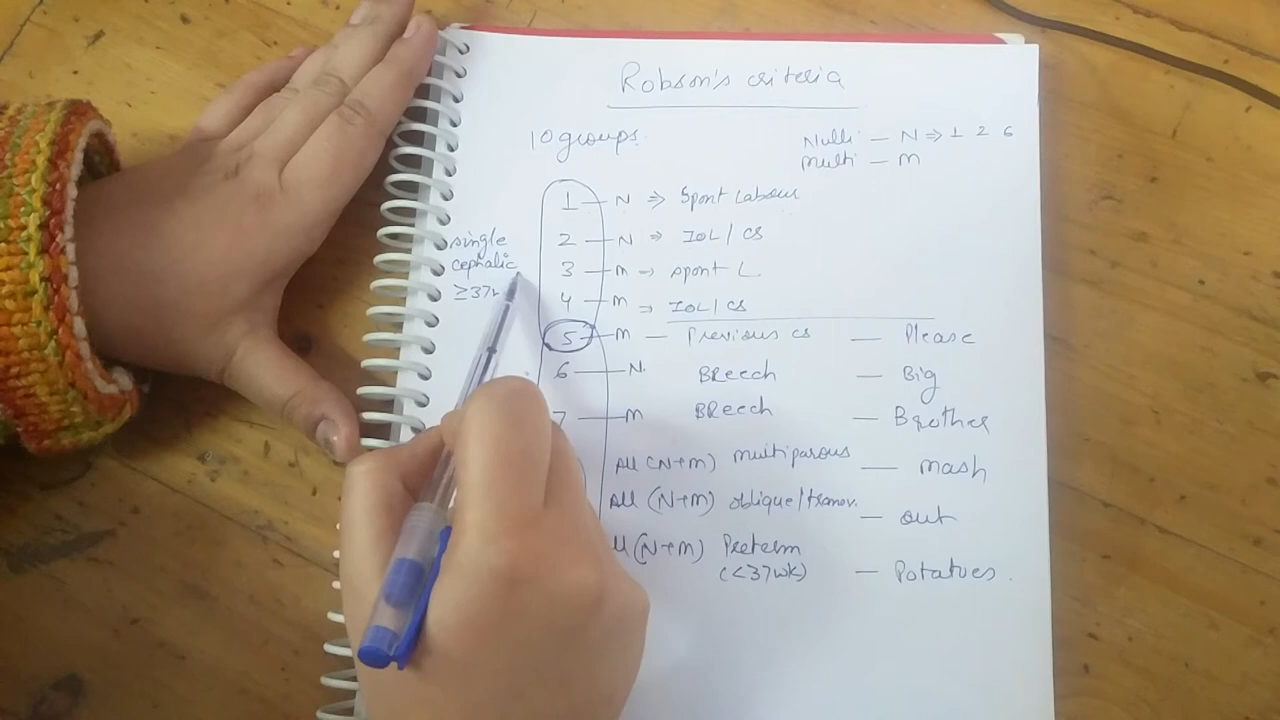 Robson's criteria
10 groups.
Nulli — N ⇒ 1 2 6
Multi — M
1 — N ⇒ Spont Labour
single
cephalic
≥37
2 — N ⇒ IOL / CS
3 — M → Spont L.
4 — M ⇒ IOL / CS
5 — M — Previous CS — Please
6 — N. BReech — Big
7 — M BReech — Brother
All (N+M) multiparous — mash
All (N+M) oblique/transv. — out
(N+M) Preterm
(<37wk) — Potatoes.